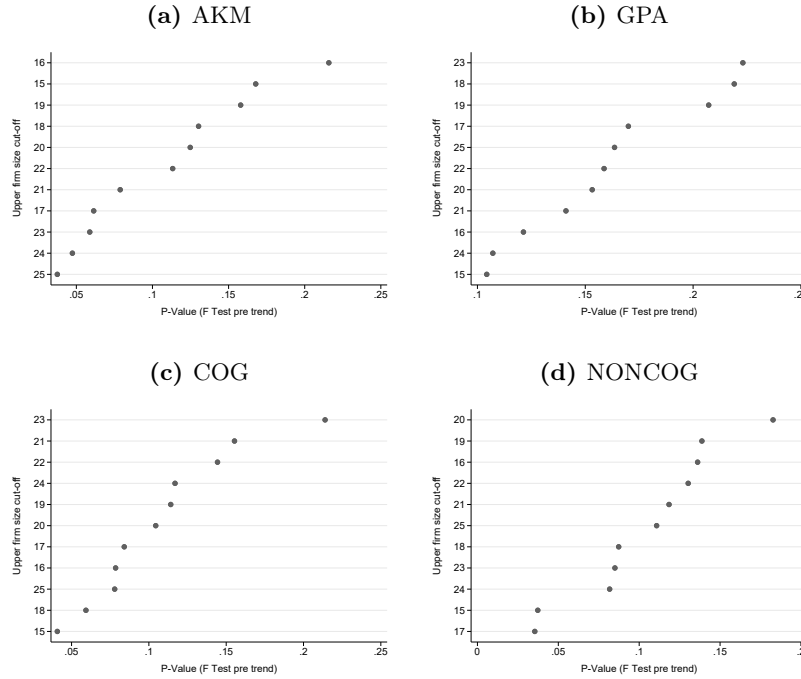 (a) AKM
Upper firm size cut-off
16
15
19
18
20
22
21
17
23
24
25
.05 .1 .15 .2 .25
P-Value (F Test pre trend)
(b) GPA
Upper firm size cut-off
23
18
19
17
25
22
20
21
16
24
15
.1 .15 .2
P-Value (F Test pre trend)
(c) COG
Upper firm size cut-off
23
21
22
24
19
20
17
16
25
18
15
.05 .1 .15 .2 .25
P-Value (F Test pre trend)
(d) NONCOG
Upper firm size cut-off
20
19
16
22
21
25
18
23
24
15
17
0 .05 .1 .15
P-Value (F Test pre trend)